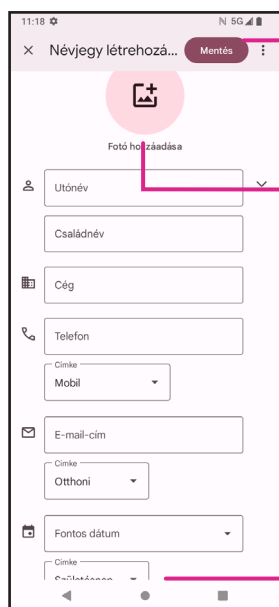 11:18 5G
Névjegy létrehozá... Mentés
Fotó hozzáadása
Utónév
Családnév
Cég
Telefon
Címke
Mobil
E-mail-cím
Címke
Otthoni
Fontos dátum
Címke
Születésnap